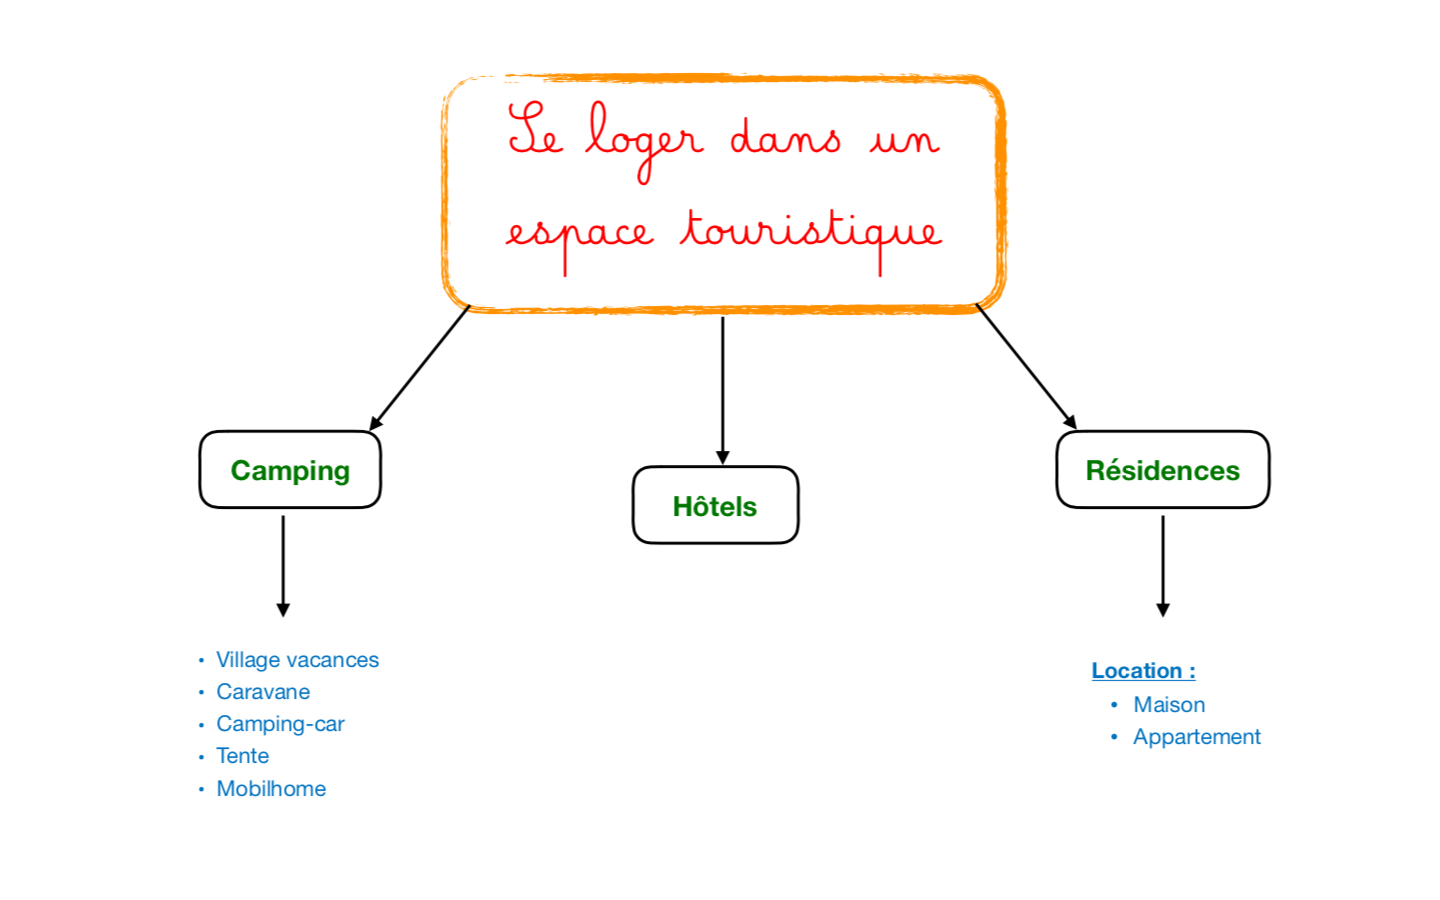 Se loger dans un
espace touristique
Camping
Hôtels
Résidences
• Village vacances
• Caravane
• Camping-car
• Tente
• Mobilhome
Location :
• Maison
• Appartement